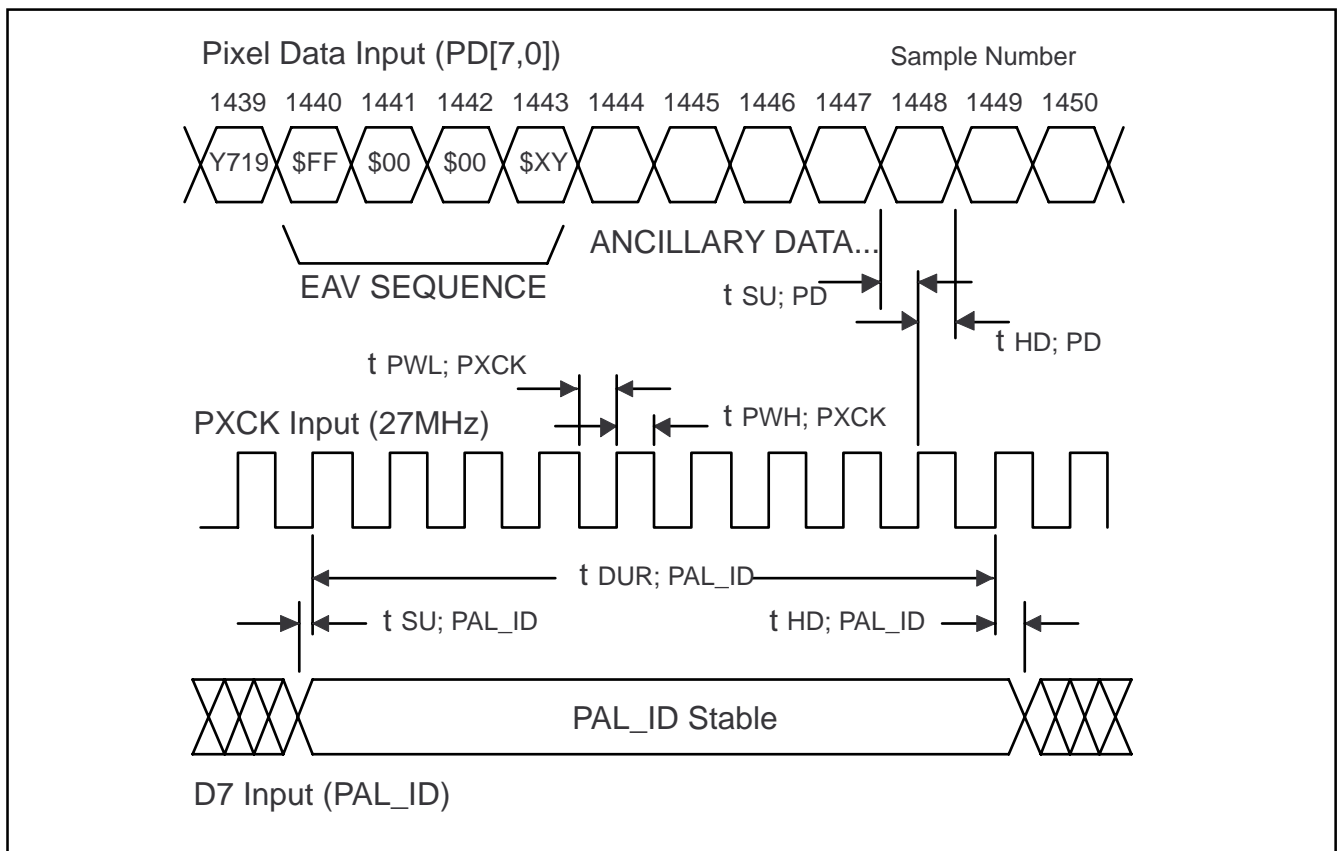 Pixel Data Input (PD[7,0])
Sample Number
1439 1440 1441 1442 1443 1444 1445 1446 1447 1448 1449 1450
Y719 $FF $00 $00 $XY
ANCILLARY DATA...
EAV SEQUENCE
t SU; PD
t HD; PD
t PWL; PXCK
t PWH; PXCK
PXCK Input (27MHz)
t DUR; PAL_ID
t SU; PAL_ID
t HD; PAL_ID
PAL_ID Stable
D7 Input (PAL_ID)